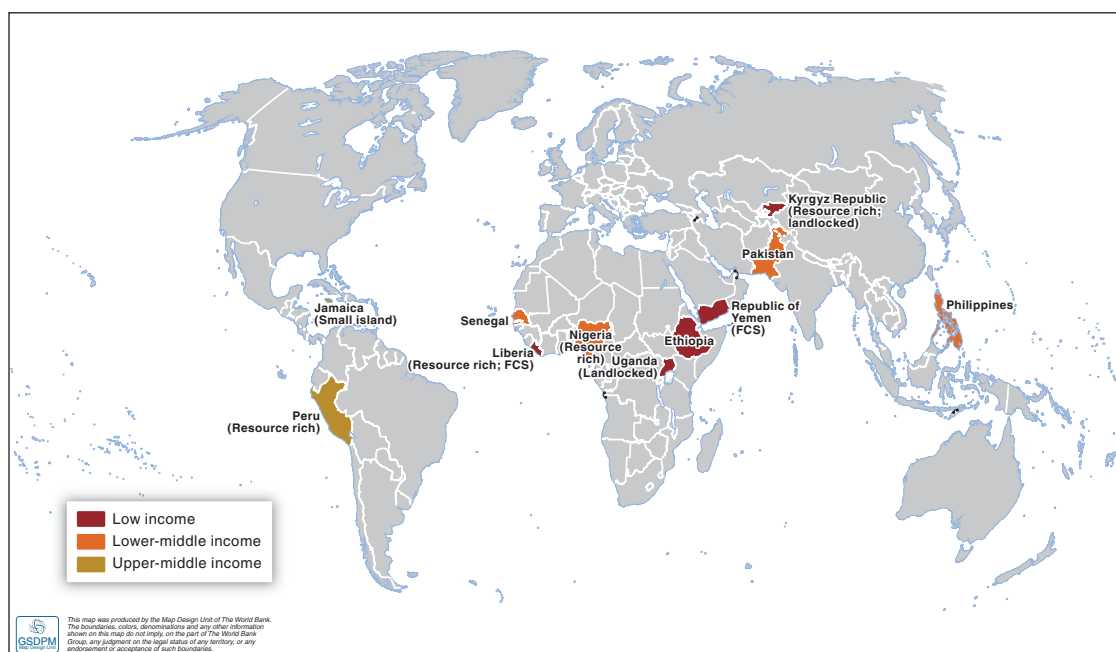 Kyrgyz Republic
(Resource rich;
landlocked)
Pakistan
Philippines
Republic of
Yemen
(FCS)
Jamaica
(Small island)
Senegal
Nigeria
(Resource
rich)
Ethiopia
Liberia
(Resource rich; FCS)
Uganda
(Landlocked)
Peru
(Resource rich)
Low income
Lower-middle income
Upper-middle income
GSDPM
Map Design Unit
This map was produced by the Map Design Unit of The World Bank.
The boundaries, colors, denominations and any other information
shown on this map do not imply, on the part of The World Bank
Group, any judgment on the legal status of any territory, or any
endorsement or acceptance of such boundaries.